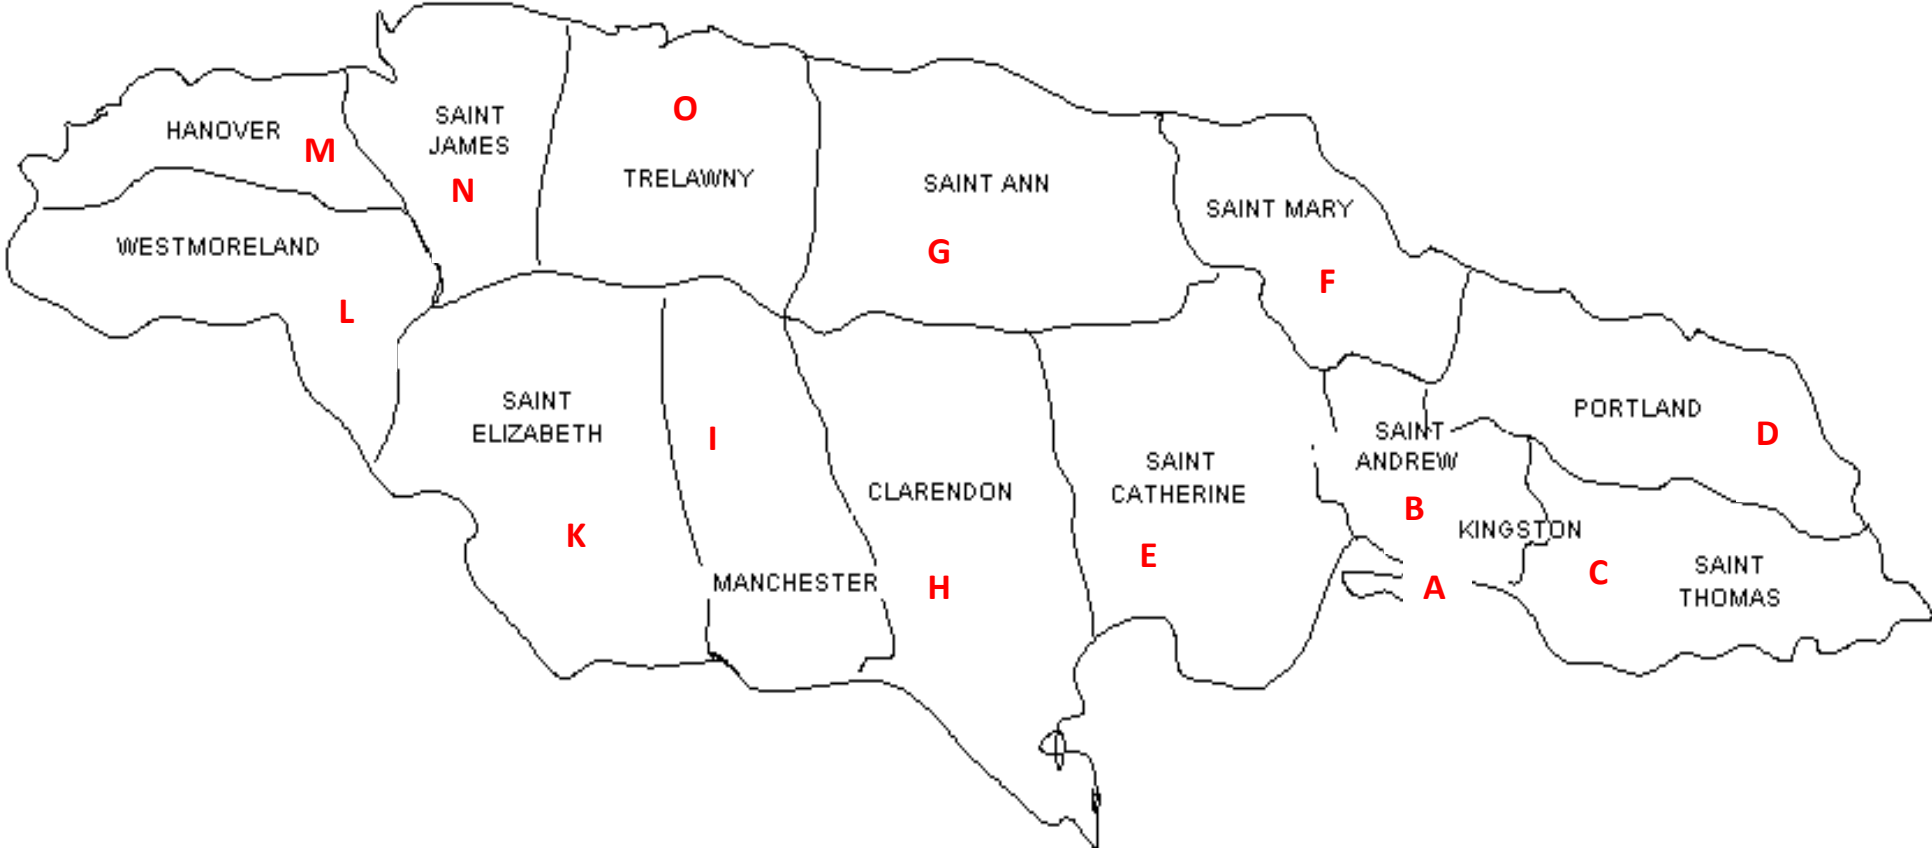 SAINT
JAMES
N
O
TRELAWNY
HANOVER
M
WESTMORELAND
L
SAINT ANN
G
SAINT MARY
F
SAINT
ELIZABETH
K
I
MANCHESTER
CLARENDON
H
SAINT
CATHERINE
E
SAINT
ANDREW
B
KINGSTON
A
PORTLAND
D
C
SAINT
THOMAS